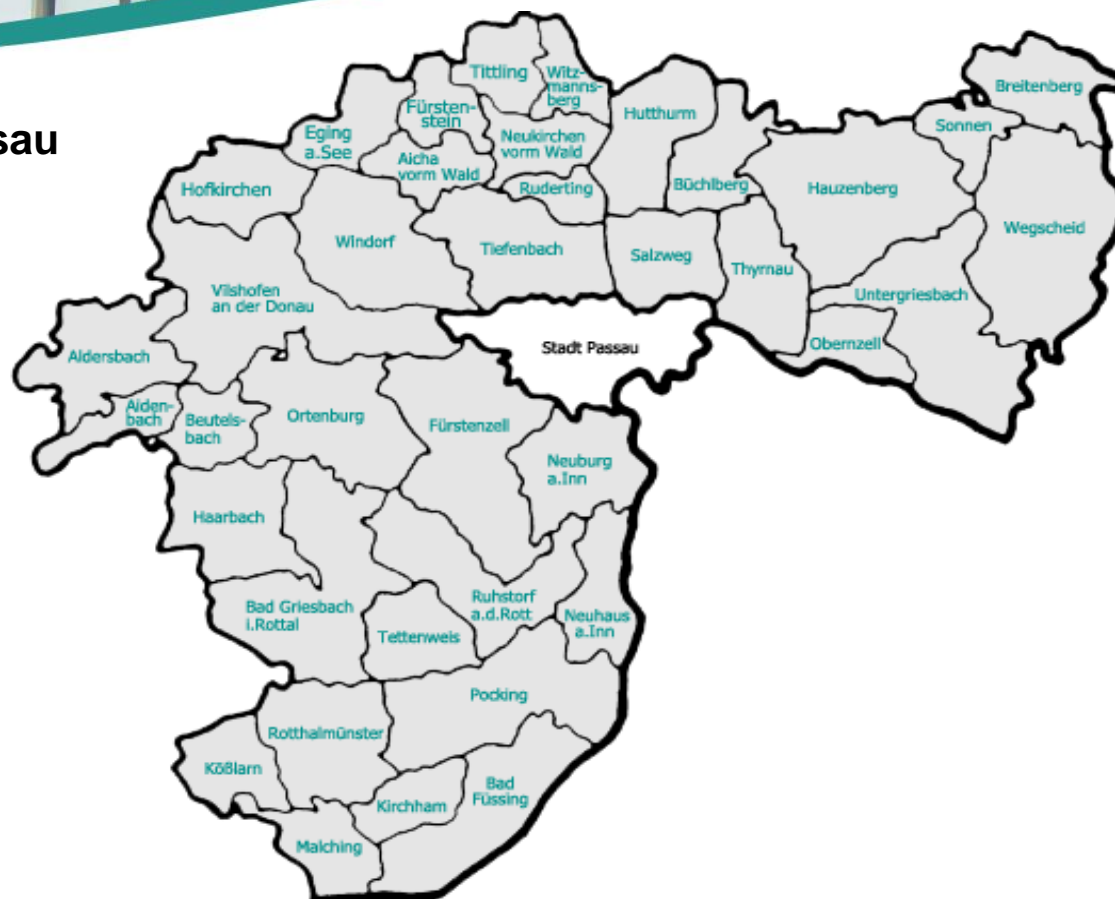 sau
Tittling
Witz-
manns-
berg
Breitenberg
Fürsten-
stein
Hutthurm
Sonnen
Eging
a.See
Neukirchen
vorm Wald
Aicha
vorm Wald
Hofkirchen
Ruderting
Büchlberg
Hauzenberg
Windorf
Tiefenbach
Salzweg
Thyrnau
Wegscheid
Vilshofen
an der Donau
Untergriesbach
Aldersbach
Stadt Passau
Obernzell
Aiden-
bach
Beutels-
bach
Ortenburg
Fürstenzell
Neuburg
a.Inn
Haarbach
Bad Griesbach
i.Rottal
Ruhstorf
a.d.Rott
Neuhaus
a.Inn
Tettenweis
Pocking
Rotthalmünster
Kößlarn
Kirchham
Bad
Füssing
Malching